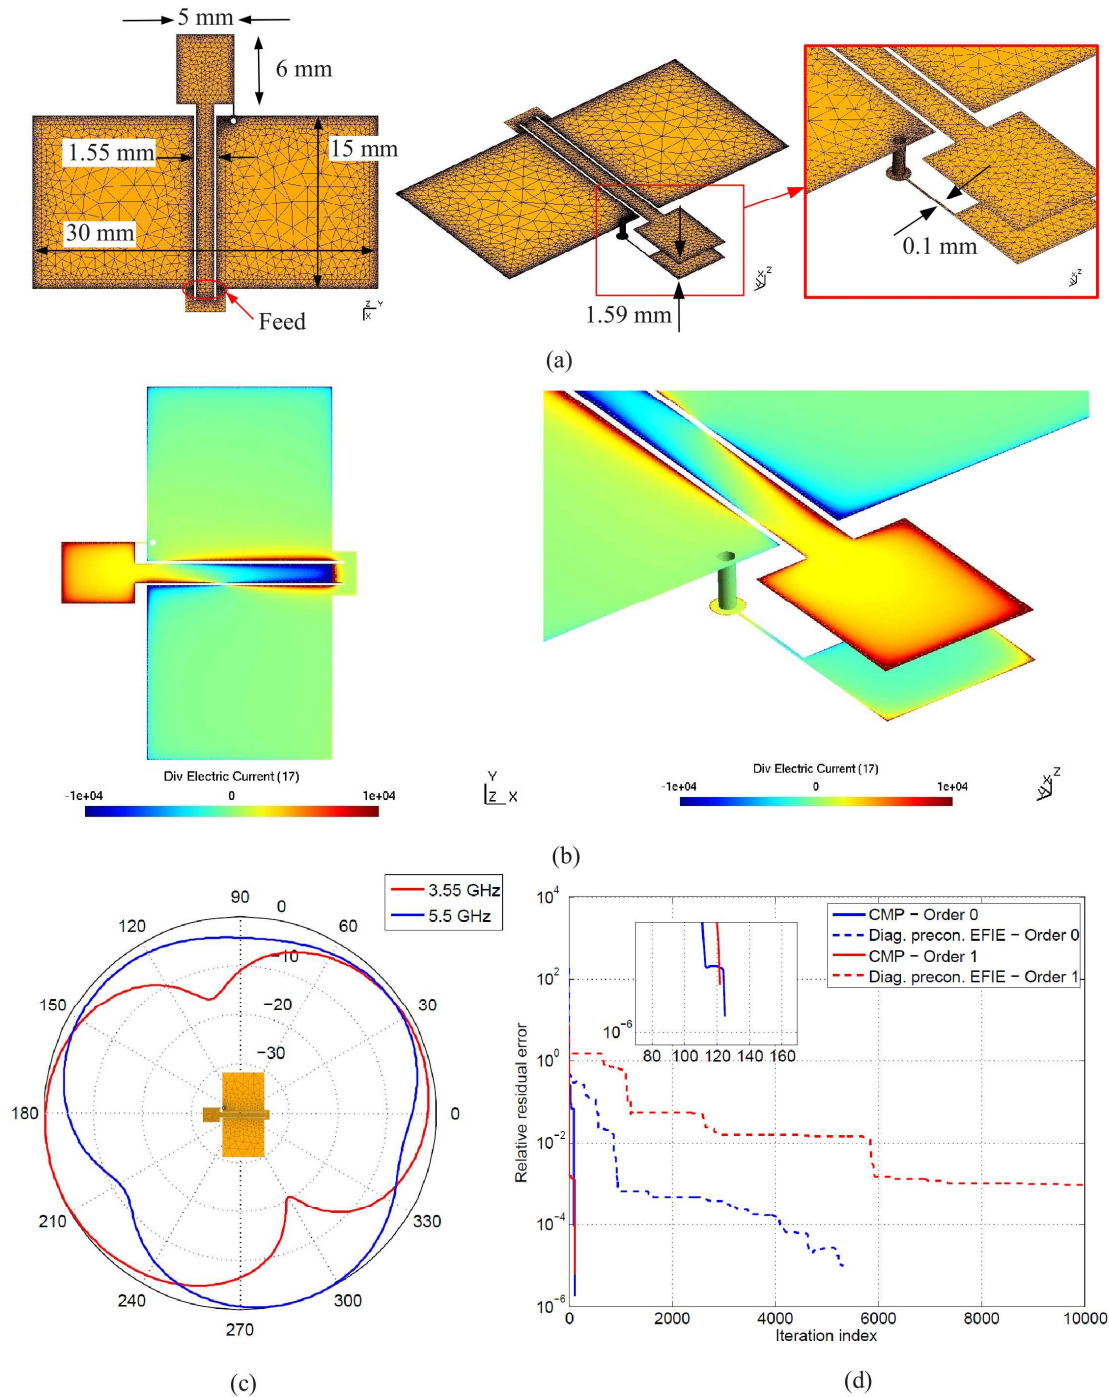 5 mm
6 mm
1.55 mm
15 mm
30 mm
Feed
Z Y
X
1.59 mm
X Z
Y
0.1 mm
X Z
Y
(a)
Div Electric Current (17)
-1e+04 0 1e+04
Y
Z X
Div Electric Current (17)
-1e+04 0 1e+04
X Z
Y
(b)
3.55 GHz
5.5 GHz
90
0
120
60
−10
150
−20
30
−30
180
0
210
330
240
300
270
(c)
10^4
10^2
10^0
10^−2
10^−4
10^−6
Relative residual error
CMP − Order 0
Diag. precon. EFIE − Order 0
CMP − Order 1
Diag. precon. EFIE − Order 1
10^−6
80 100 120 140 160
0 2000 4000 6000 8000 10000
Iteration index
(d)